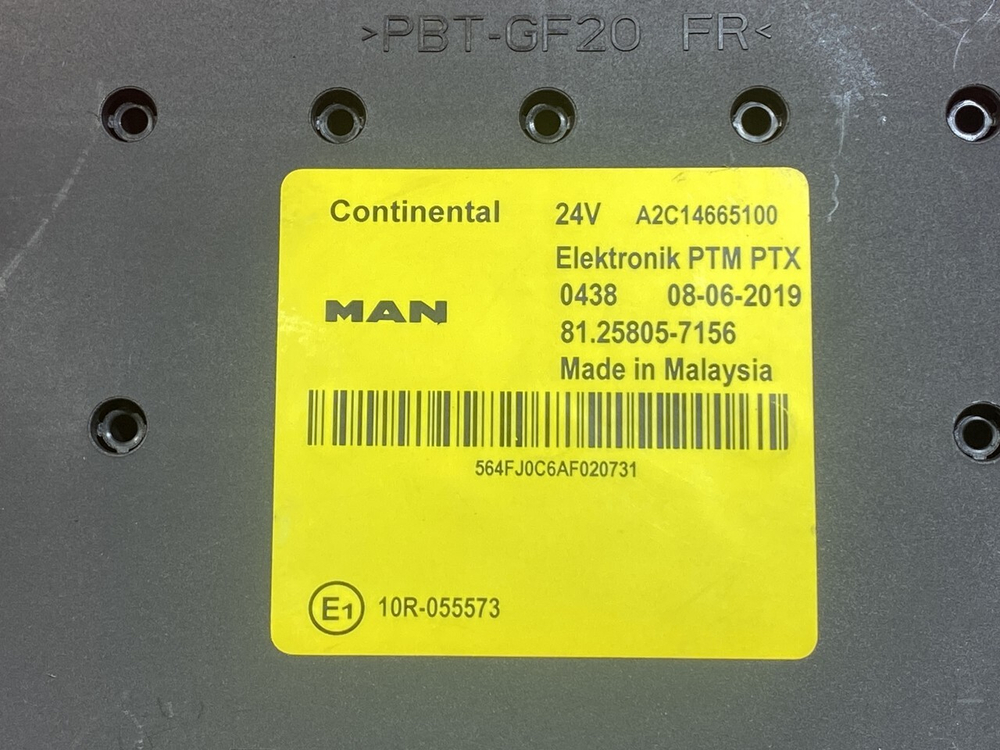 >PBT-GF20 FR<
Continental 24V A2C14665100
Elektronik PTM PTX
0438 08-06-2019
MAN
81.25805-7156
Made in Malaysia
564FJ0C6AF020731
E1 10R-055573